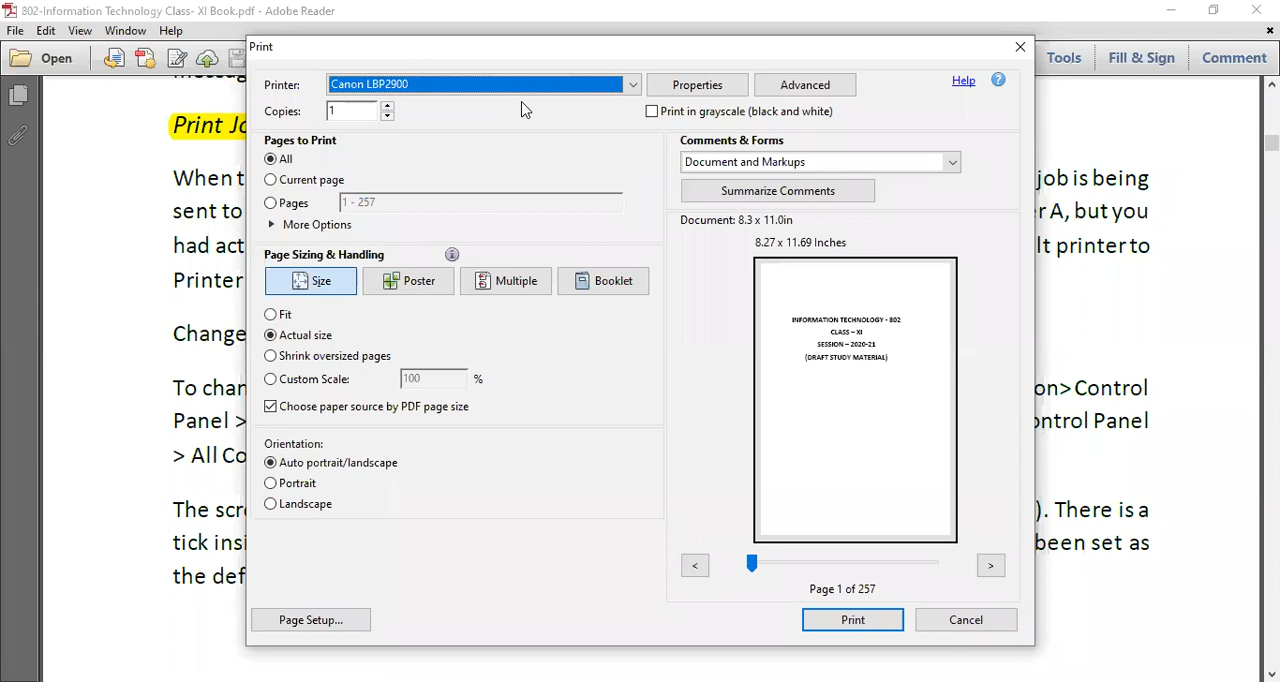 802-Information Technology Class- XI Book.pdf - Adobe Reader
File Edit View Window Help
Open
Tools Fill & Sign Comment
Print
Printer: Canon LBP2900 Properties Advanced Help
Copies: 1 Print in grayscale (black and white)
Pages to Print
All
Current page
Pages 1 - 257
More Options
Page Sizing & Handling
Size Poster Multiple Booklet
Fit
Actual size
Shrink oversized pages
Custom Scale: 100 %
Choose paper source by PDF page size
Orientation:
Auto portrait/landscape
Portrait
Landscape
Comments & Forms
Document and Markups
Summarize Comments
Document: 8.3 x 11.0in
8.27 x 11.69 Inches
INFORMATION TECHNOLOGY - 802
CLASS – XI
SESSION – 2020-21
(DRAFT STUDY MATERIAL)
< >
Page 1 of 257
Page Setup... Print Cancel
Print Jo
When t job is being
sent to r A, but you
had act lt printer to
Printer
Change
To chan on> Control
Panel > ontrol Panel
> All Co
The scre ). There is a
tick insi been set as
the def